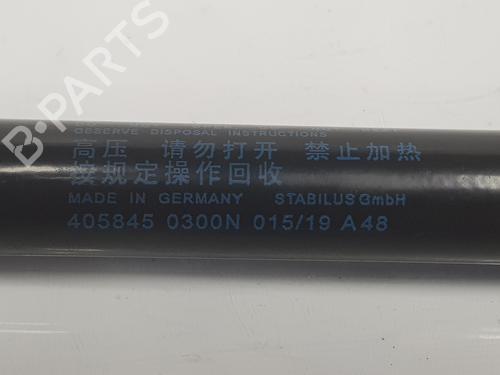 OBSERVE DISPOSAL INSTRUCTIONS
高压 请勿打开 禁止加热
该规定操作回收
MADE IN GERMANY STABILUS GmbH
405845 0300N 015/19 A48
B-PARTS